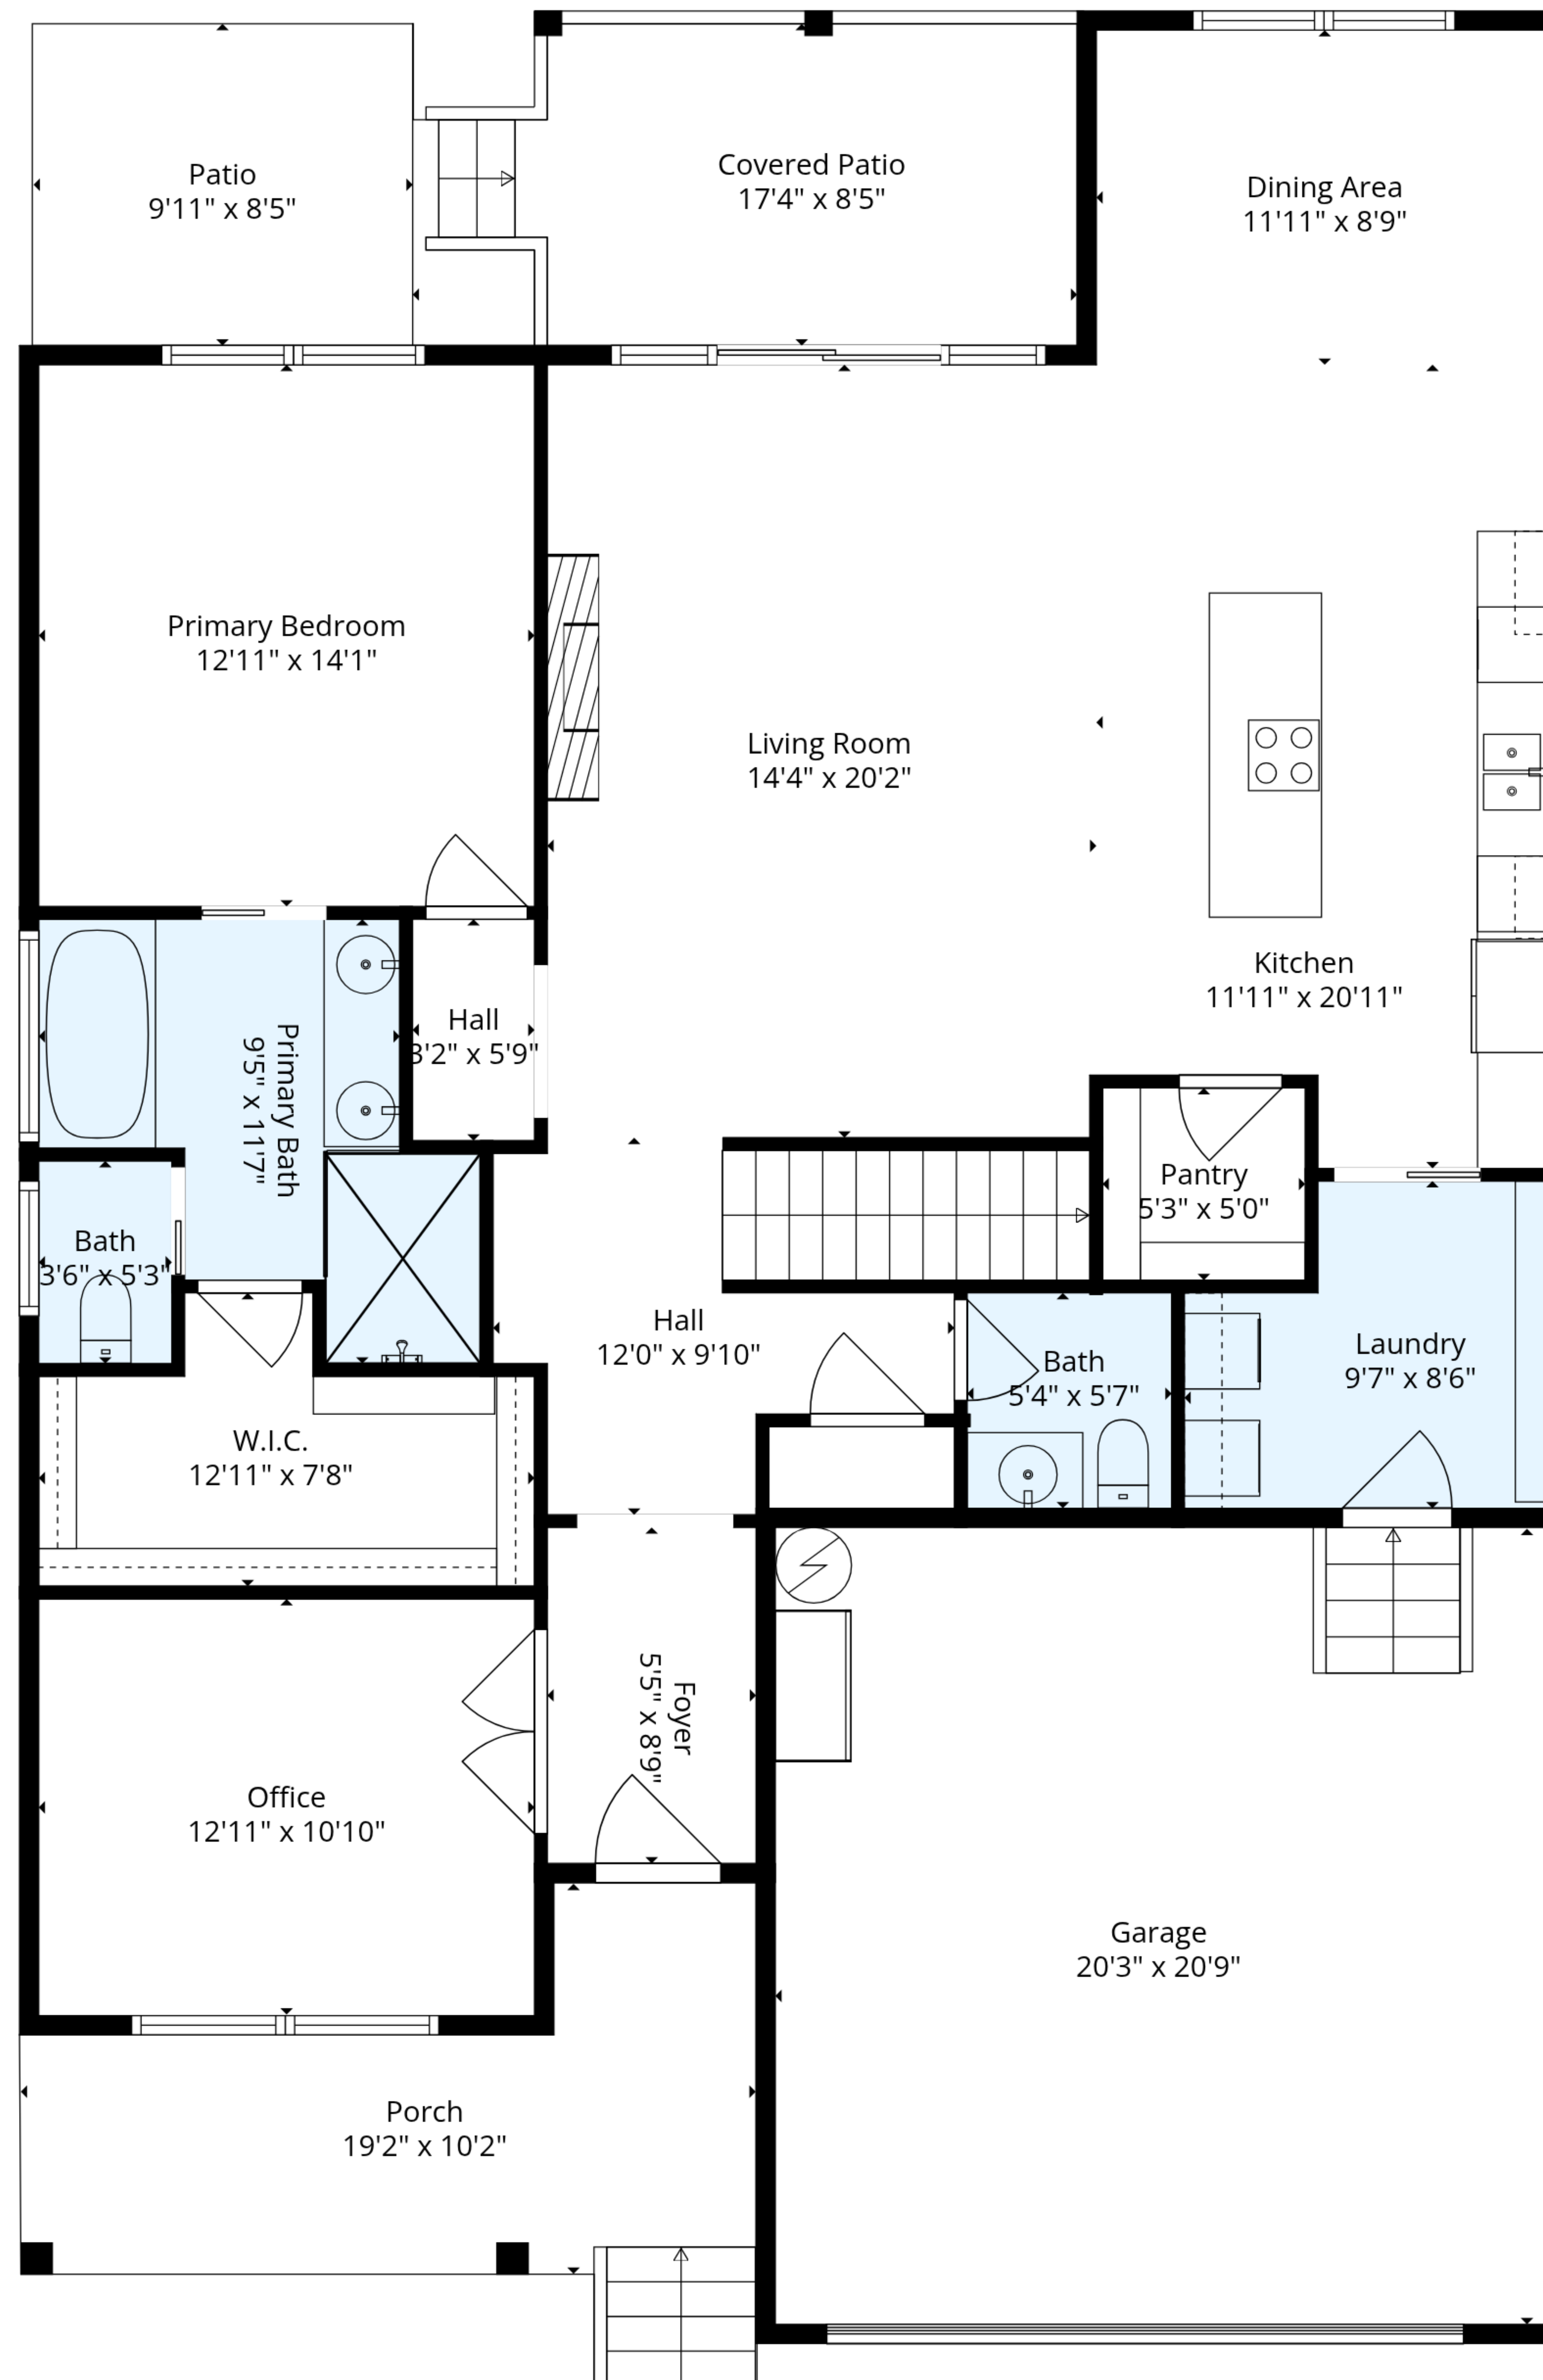 Patio
9'11" x 8'5"
Covered Patio
17'4" x 8'5"
Dining Area
11'11" x 8'9"
Primary Bedroom
12'11" x 14'1"
Living Room
14'4" x 20'2"
Kitchen
11'11" x 20'11"
Hall
3'2" x 5'9"
Primary Bath
9'5" x 11'7"
Pantry
5'3" x 5'0"
Bath
3'6" x 5'3"
Hall
12'0" x 9'10"
Bath
5'4" x 5'7"
Laundry
9'7" x 8'6"
W.I.C.
12'11" x 7'8"
Foyer
5'5" x 8'9"
Office
12'11" x 10'10"
Garage
20'3" x 20'9"
Porch
19'2" x 10'2"